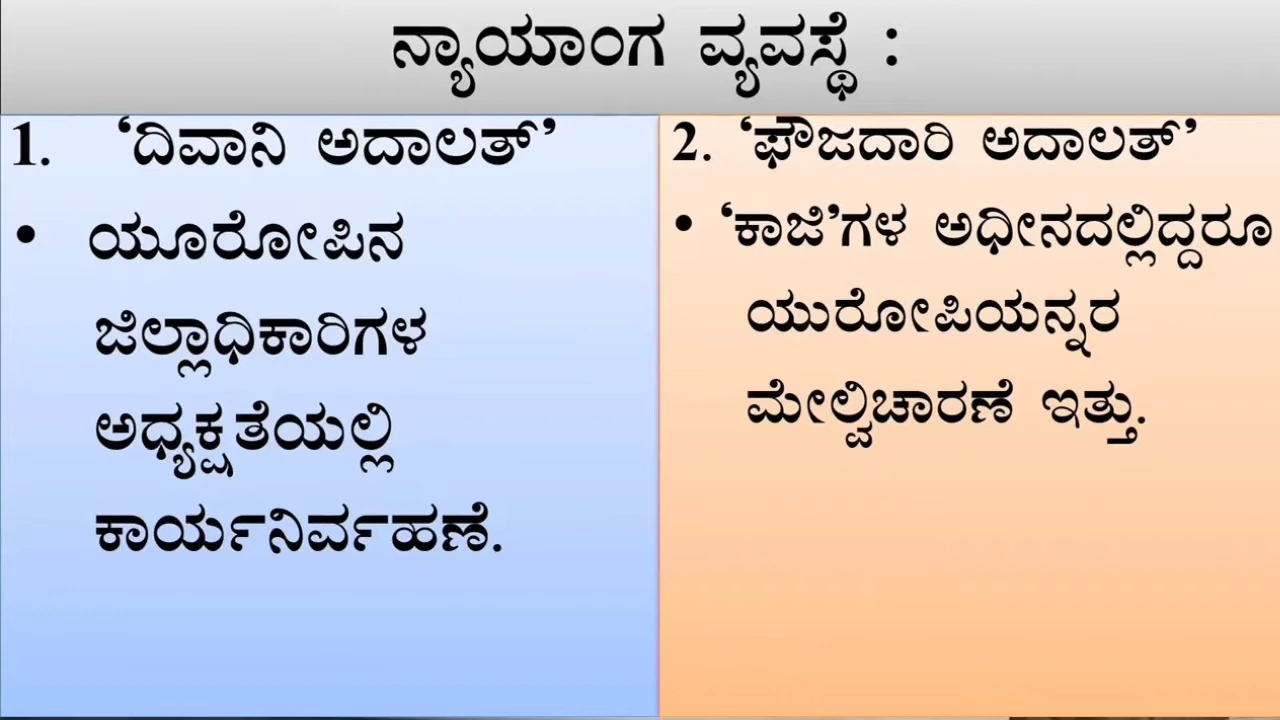 ನ್ಯಾಯಾಂಗ ವ್ಯವಸ್ಥೆ :
1. ‘ದಿವಾನಿ ಅದಾಲತ್’
• ಯೂರೋಪಿನ
ಜಿಲ್ಲಾಧಿಕಾರಿಗಳ
ಅಧ್ಯಕ್ಷತೆಯಲ್ಲಿ
ಕಾರ್ಯನಿರ್ವಹಣೆ.
2. ‘ಫೌಜದಾರಿ ಅದಾಲತ್’
• ‘ಕಾಜಿ’ಗಳ ಅಧೀನದಲ್ಲಿದ್ದರೂ
ಯುರೋಪಿಯನ್ನರ
ಮೇಲ್ವಿಚಾರಣೆ ಇತ್ತು.